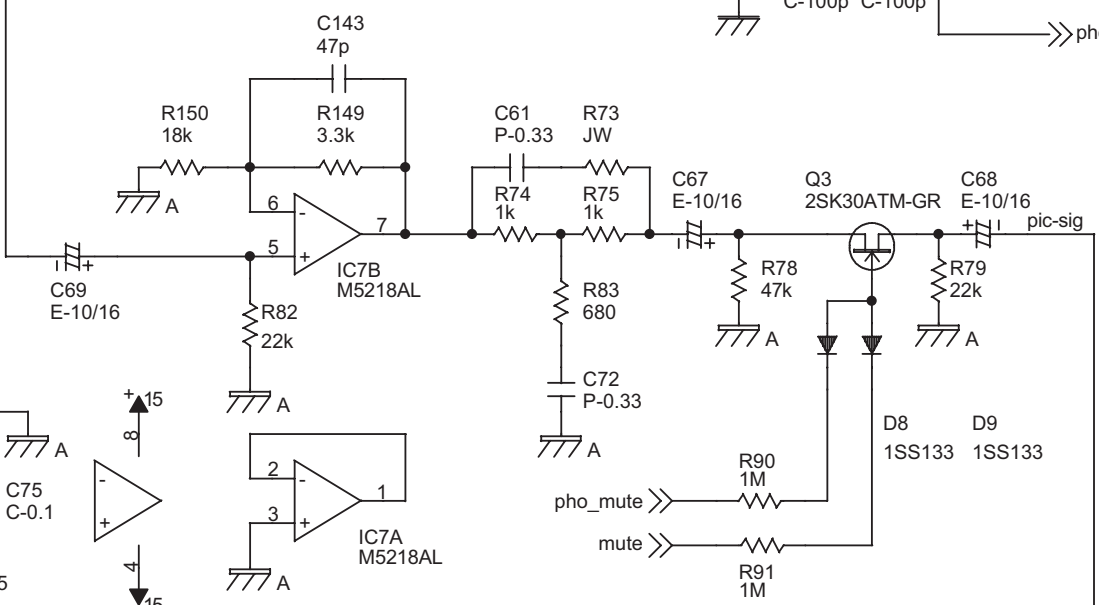 C-100p C-100p
C143
47p
R150
18k
R149
3.3k
A
6
-
7
5
+
IC7B
M5218AL
C69
E-10/16
- +
R82
22k
A
C61
P-0.33
R73
JW
R74
1k
R75
1k
R83
680
C72
P-0.33
A
C67
E-10/16
- +
R78
47k
A
Q3
2SK30ATM-GR
C68
E-10/16
+ -
pic-sig
R79
22k
A
D8
1SS133
D9
1SS133
R90
1M
pho_mute
mute
R91
1M
A
C75
C-0.1
+15
8
-
+
4
15
5
2
-
1
3
+
IC7A
M5218AL
A